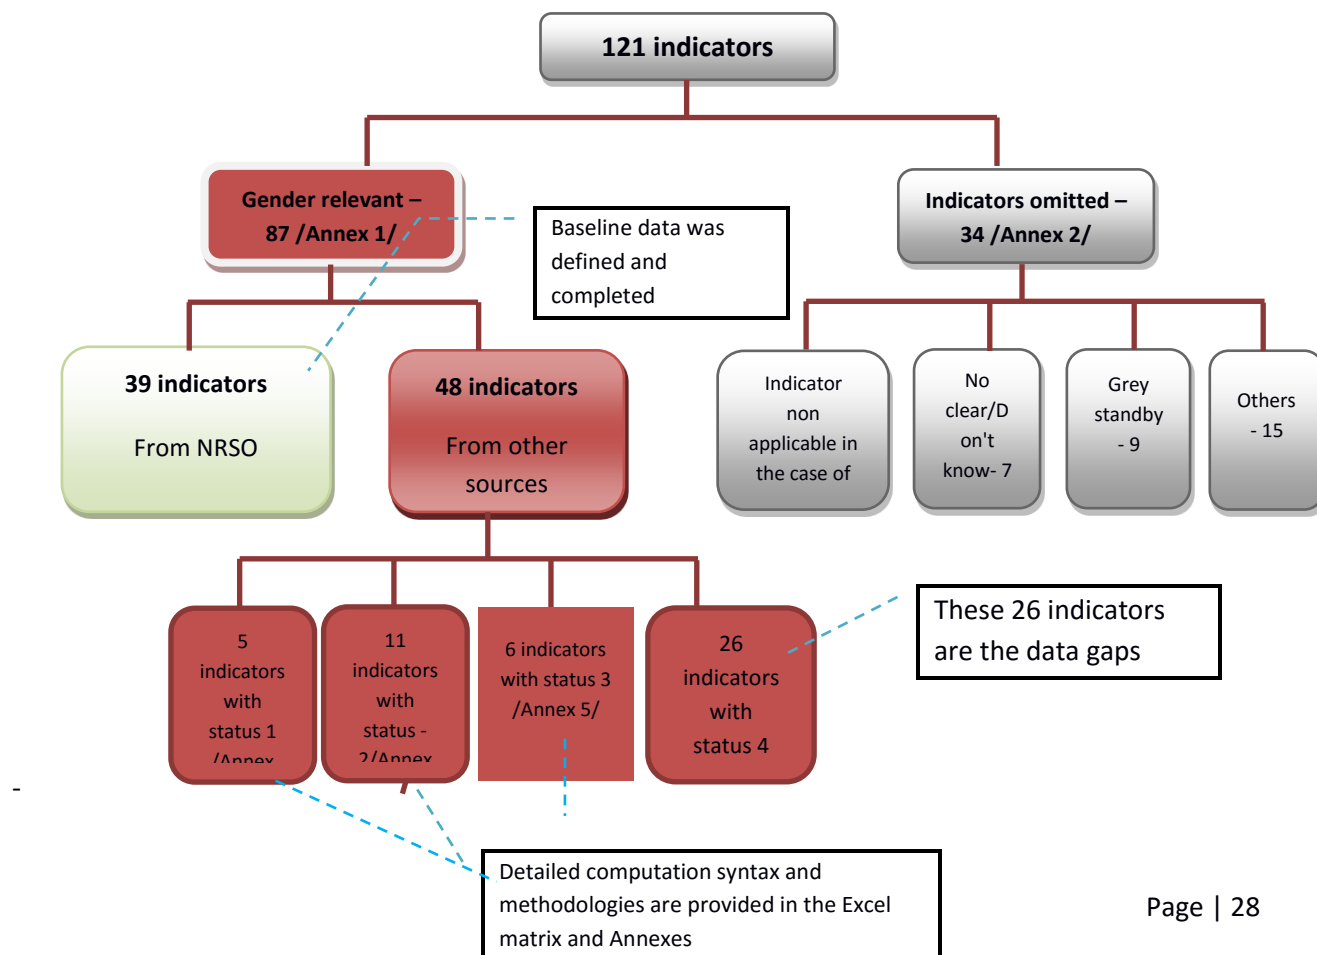 121 indicators
Gender relevant –
87 /Annex 1/
Indicators omitted –
34 /Annex 2/
Baseline data was
defined and
completed
39 indicators
From NRSO
48 indicators
From other
sources
Indicator
non
applicable in
the case of
No
clear/D
on't
know- 7
Grey
standby
- 9
Others
- 15
5
indicators
with
status 1
/Annex
11
indicators
with
status -
2/Annex
6 indicators
with status 3
/Annex 5/
26
indicators
with
status 4
These 26 indicators
are the data gaps
-
Detailed computation syntax and
methodologies are provided in the Excel
matrix and Annexes
Page | 28